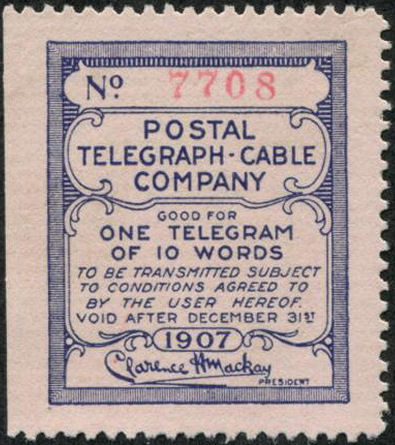 No. 7708
POSTAL
TELEGRAPH-CABLE
COMPANY
GOOD FOR
ONE TELEGRAM
OF 10 WORDS
TO BE TRANSMITTED SUBJECT
TO CONDITIONS AGREED TO
BY THE USER HEREOF.
VOID AFTER DECEMBER 31ST
1907
Clarence H Mackay
PRESIDENT